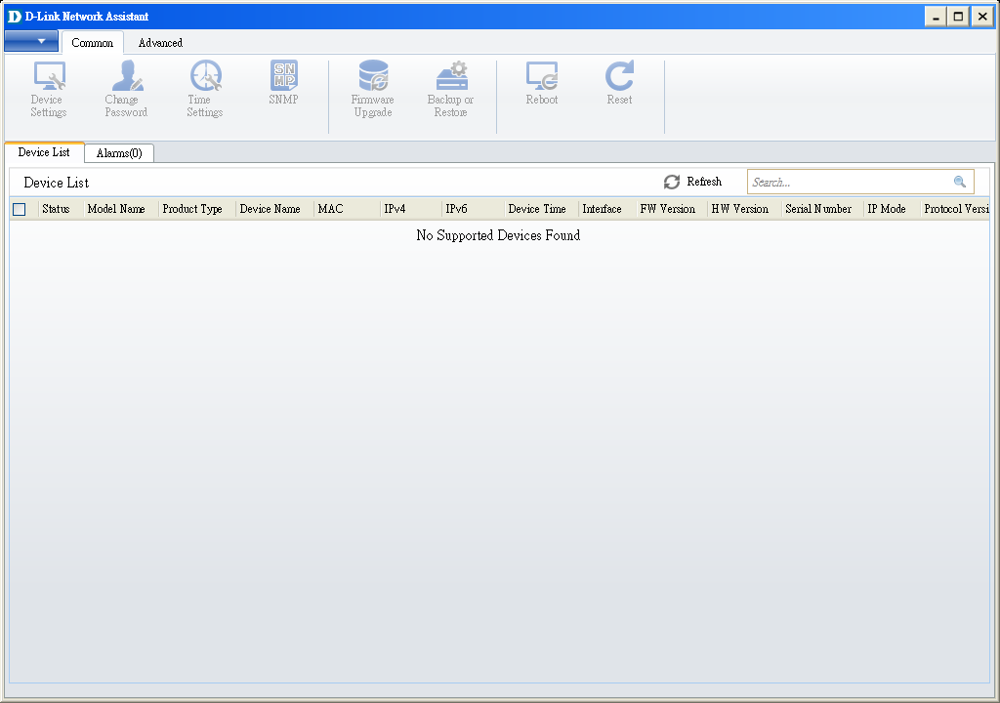 D-Link Network Assistant
Common Advanced
Device Settings
Change Password
Time Settings
SNMP
SNMP
Firmware Upgrade
Backup or Restore
Reboot
Reset
Device List Alarms(0)
Device List Refresh Search...
Status Model Name Product Type Device Name MAC IPv4 IPv6 Device Time Interface FW Version HW Version Serial Number IP Mode Protocol Versi
No Supported Devices Found